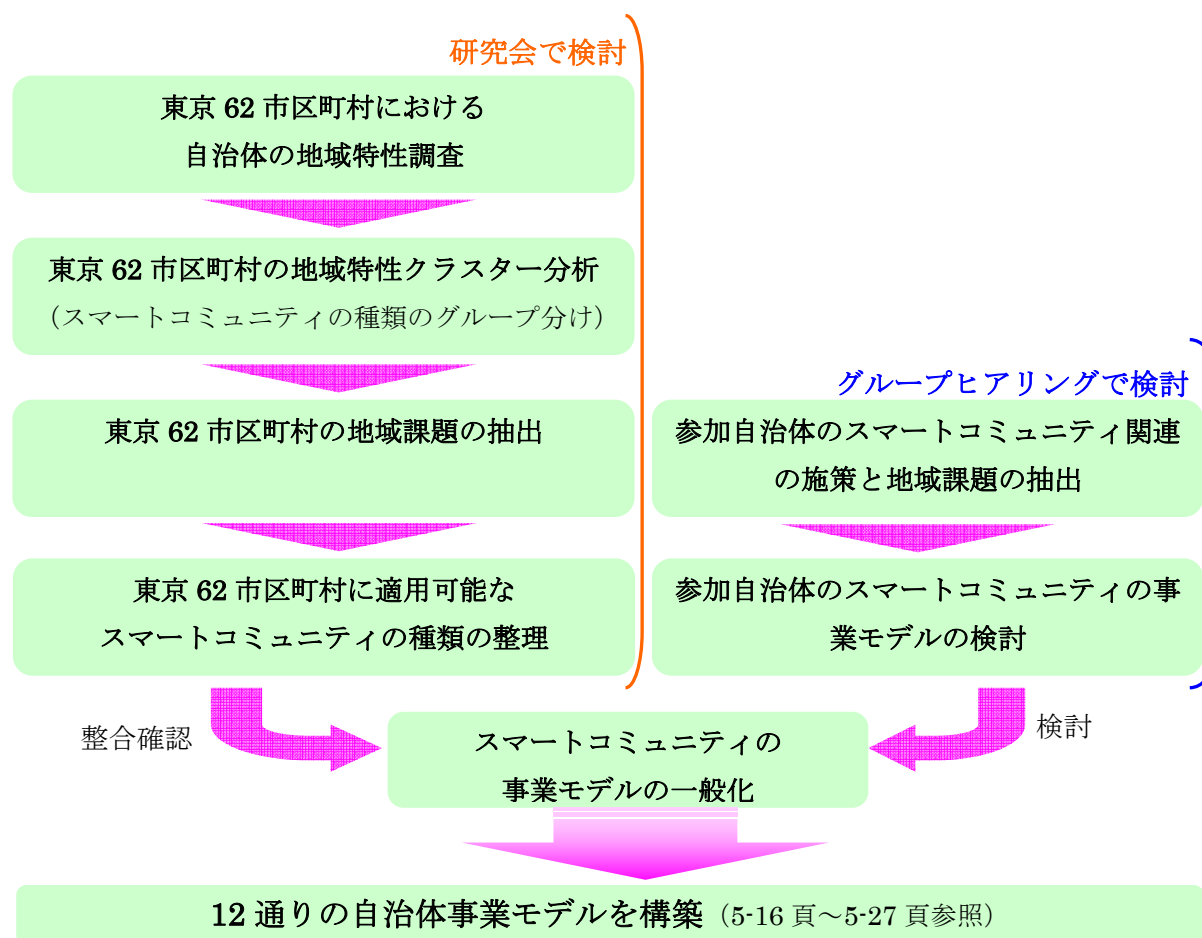 研究会で検討
東京 62 市区町村における
自治体の地域特性調査
東京 62 市区町村の地域特性クラスター分析
（スマートコミュニティの種類のグループ分け）
東京 62 市区町村の地域課題の抽出
東京 62 市区町村に適用可能な
スマートコミュニティの種類の整理
グループヒアリングで検討
参加自治体のスマートコミュニティ関連
の施策と地域課題の抽出
参加自治体のスマートコミュニティの事
業モデルの検討
整合確認
検討
スマートコミュニティの
事業モデルの一般化
12 通りの自治体事業モデルを構築（5-16 頁～5-27 頁参照）